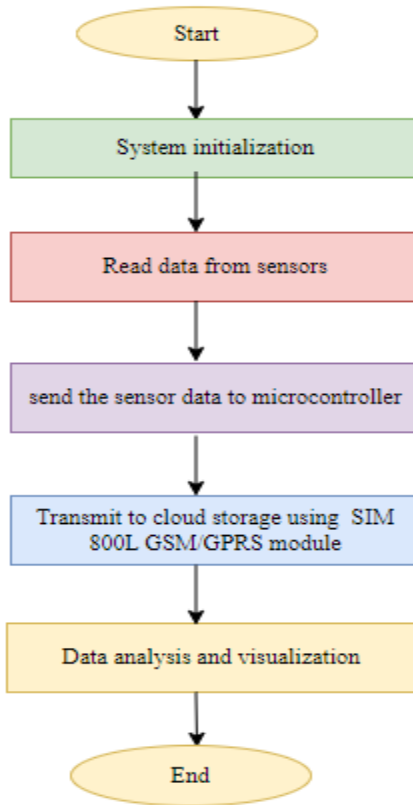 Start
System initialization
Read data from sensors
send the sensor data to microcontroller
Transmit to cloud storage using SIM
800L GSM/GPRS module
Data analysis and visualization
End